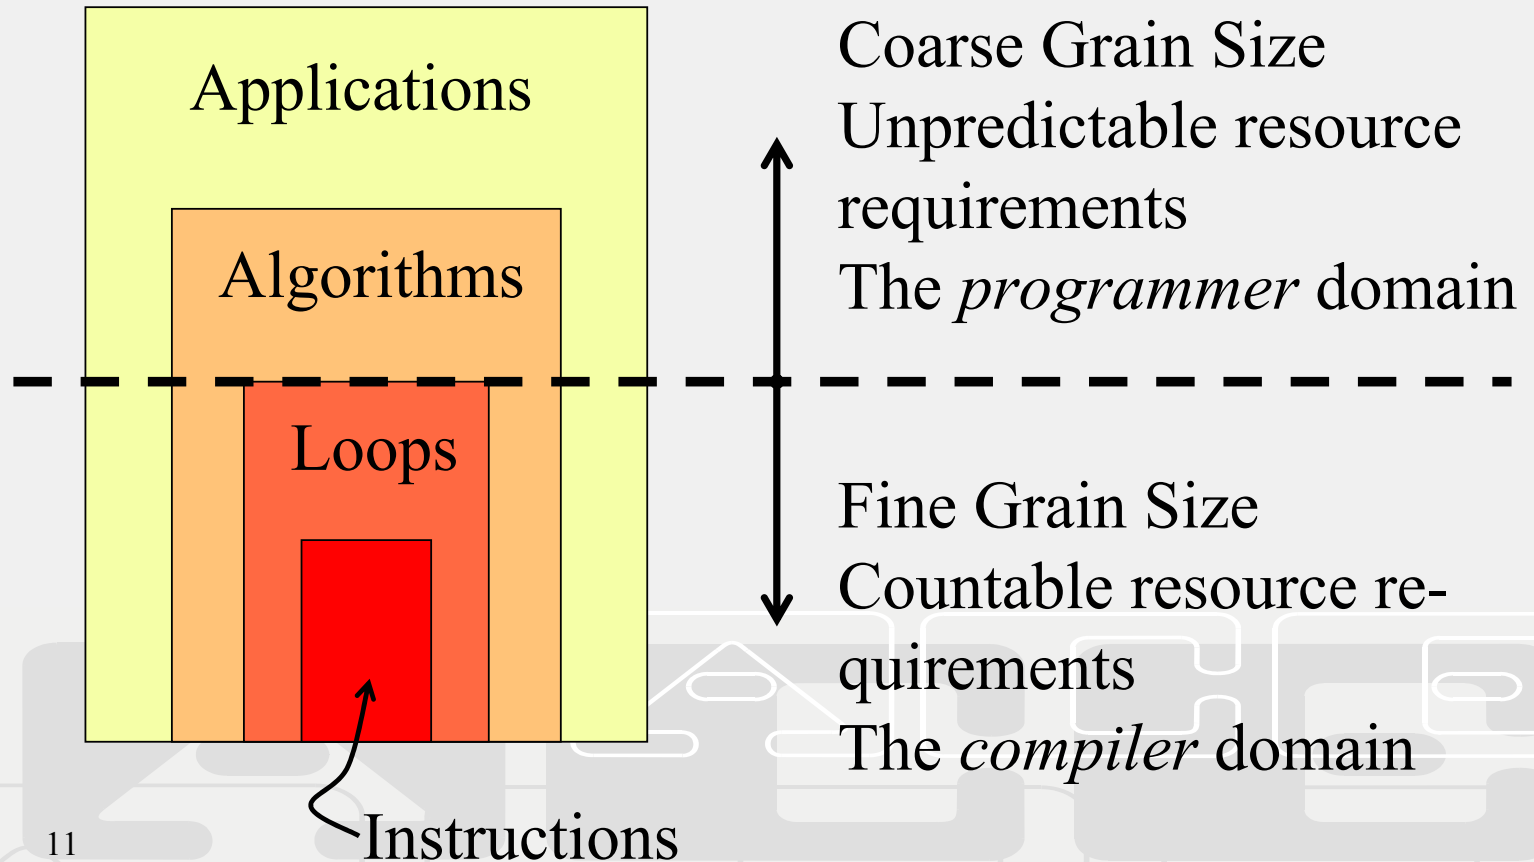 Applications
Algorithms
Loops
Instructions
Coarse Grain Size
Unpredictable resource
requirements
The programmer domain
Fine Grain Size
Countable resource re-
quirements
The compiler domain
11